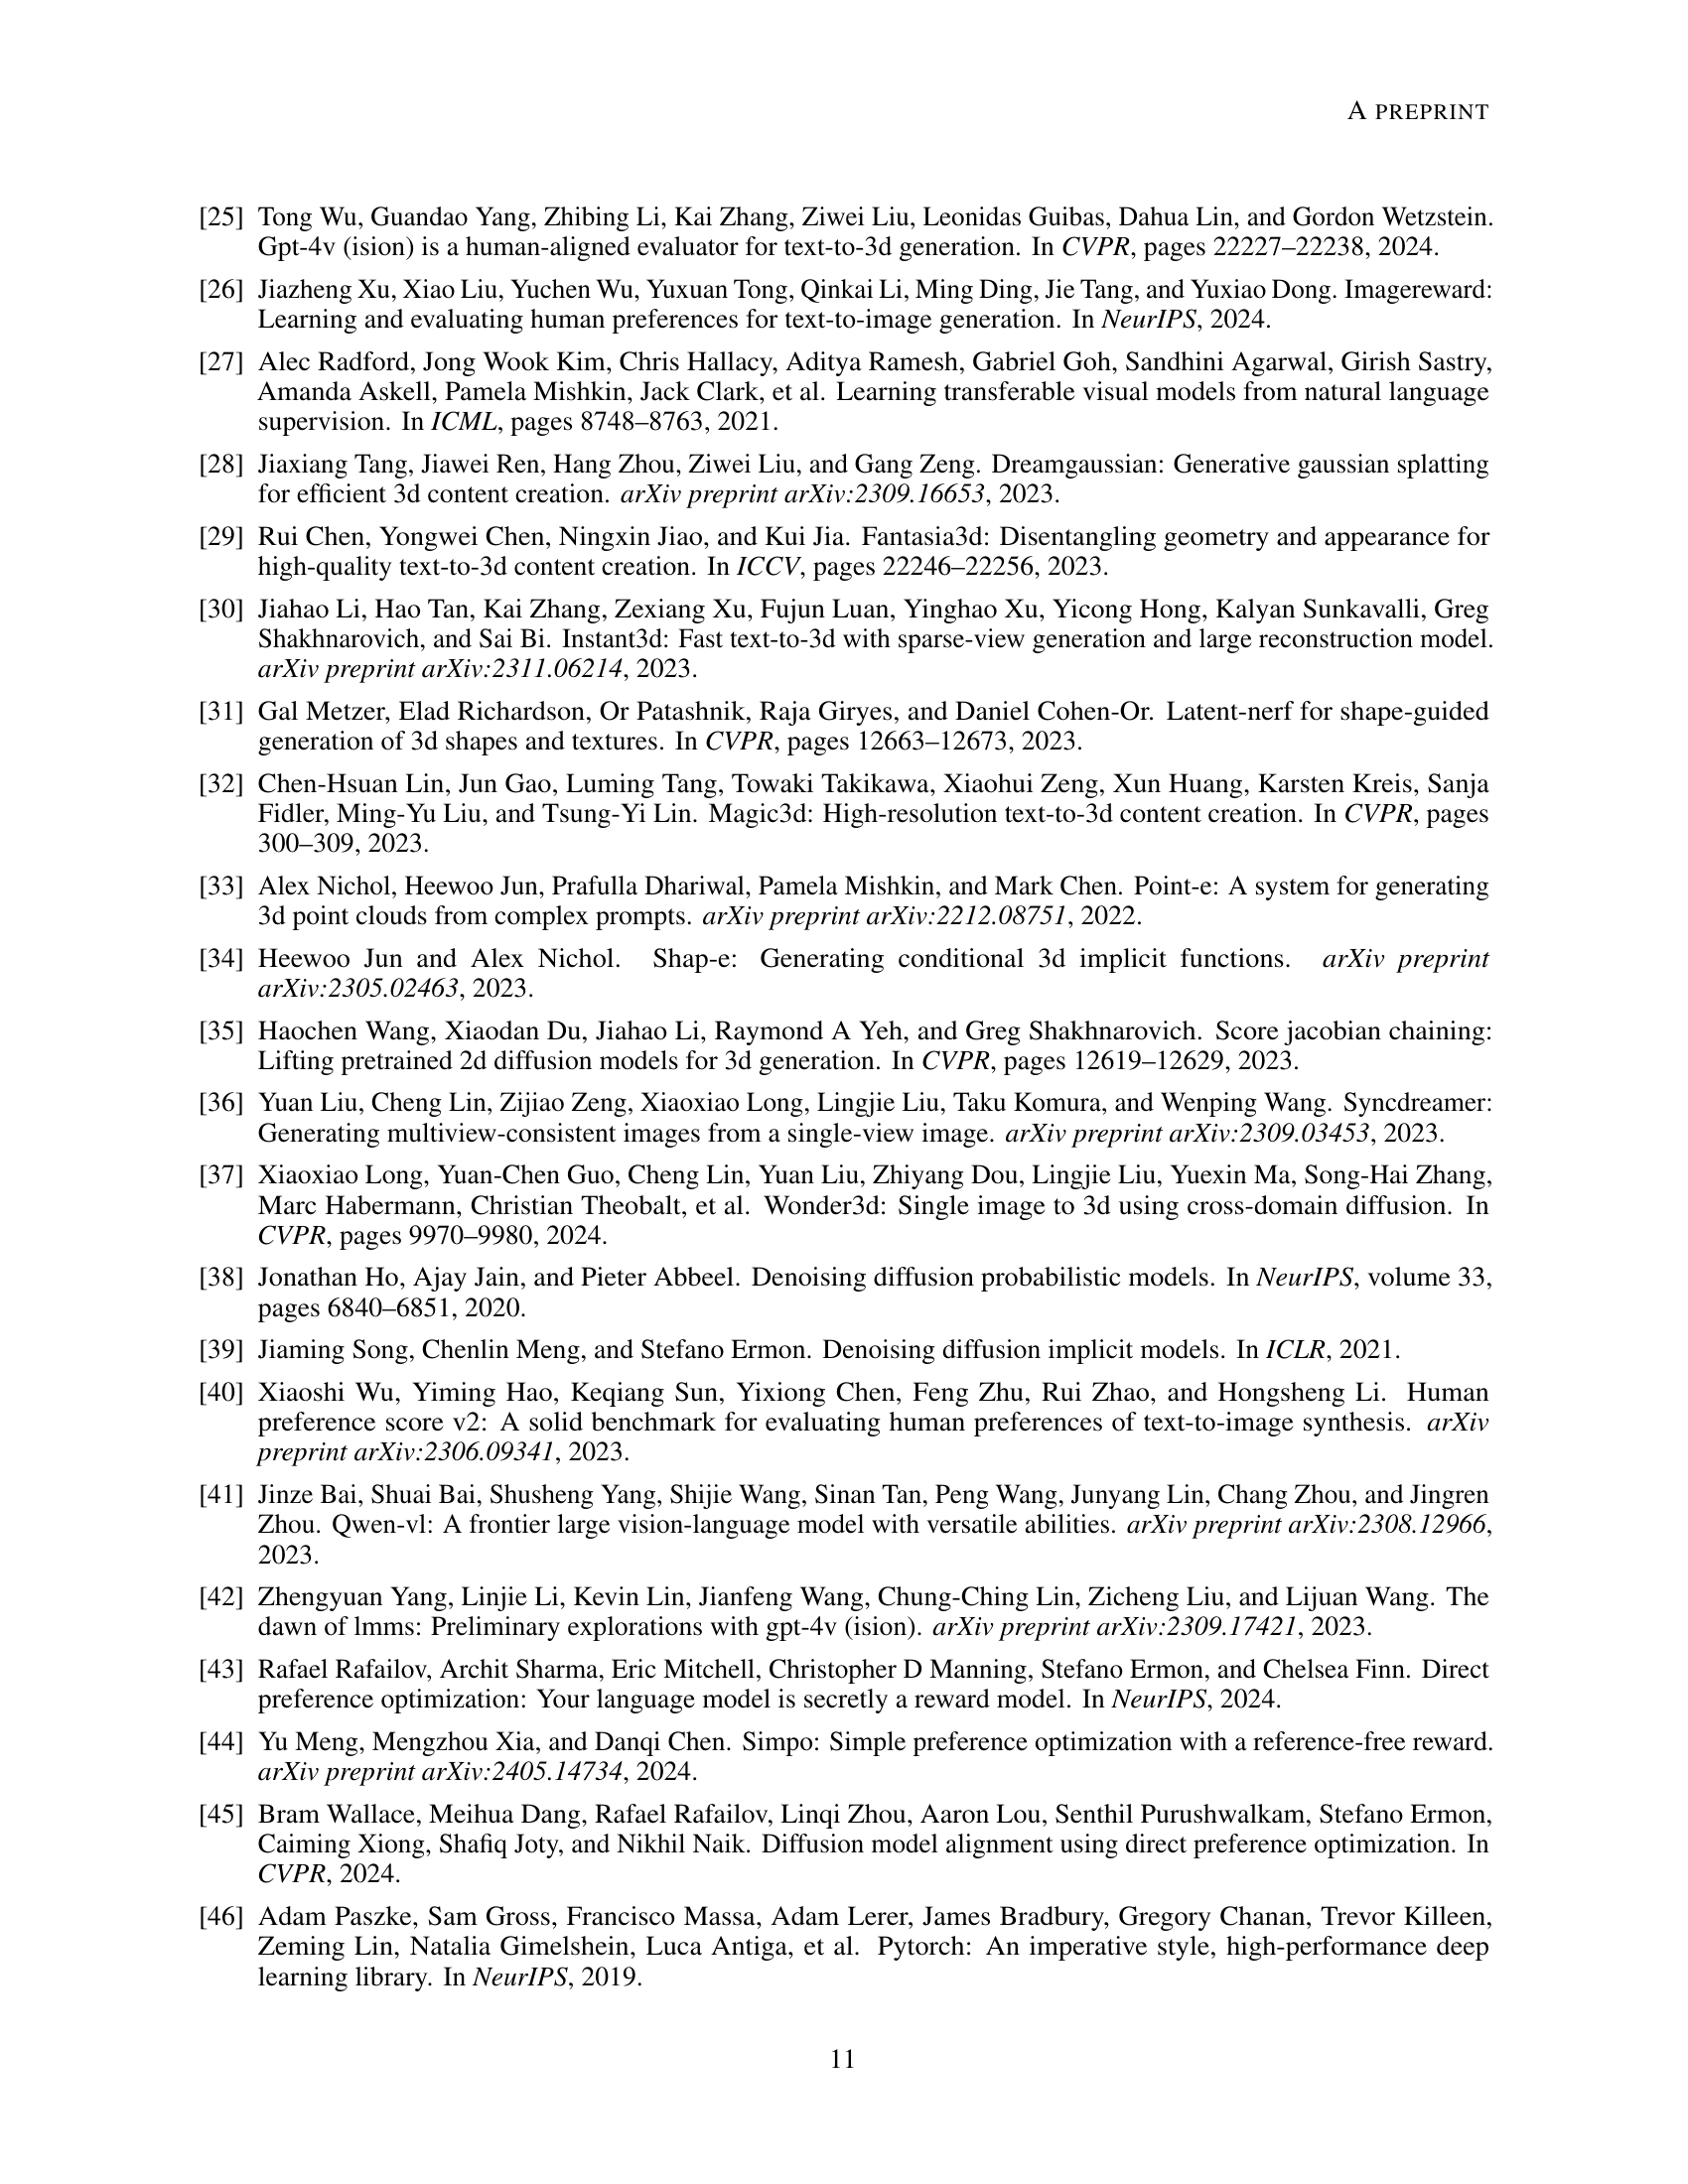 A PREPRINT
[25] Tong Wu, Guandao Yang, Zhibing Li, Kai Zhang, Ziwei Liu, Leonidas Guibas, Dahua Lin, and Gordon Wetzstein.
Gpt-4v (ision) is a human-aligned evaluator for text-to-3d generation. In CVPR, pages 22227–22238, 2024.
[26] Jiazheng Xu, Xiao Liu, Yuchen Wu, Yuxuan Tong, Qinkai Li, Ming Ding, Jie Tang, and Yuxiao Dong. Imagereward:
Learning and evaluating human preferences for text-to-image generation. In NeurIPS, 2024.
[27] Alec Radford, Jong Wook Kim, Chris Hallacy, Aditya Ramesh, Gabriel Goh, Sandhini Agarwal, Girish Sastry,
Amanda Askell, Pamela Mishkin, Jack Clark, et al. Learning transferable visual models from natural language
supervision. In ICML, pages 8748–8763, 2021.
[28] Jiaxiang Tang, Jiawei Ren, Hang Zhou, Ziwei Liu, and Gang Zeng. Dreamgaussian: Generative gaussian splatting
for efficient 3d content creation. arXiv preprint arXiv:2309.16653, 2023.
[29] Rui Chen, Yongwei Chen, Ningxin Jiao, and Kui Jia. Fantasia3d: Disentangling geometry and appearance for
high-quality text-to-3d content creation. In ICCV, pages 22246–22256, 2023.
[30] Jiahao Li, Hao Tan, Kai Zhang, Zexiang Xu, Fujun Luan, Yinghao Xu, Yicong Hong, Kalyan Sunkavalli, Greg
Shakhnarovich, and Sai Bi. Instant3d: Fast text-to-3d with sparse-view generation and large reconstruction model.
arXiv preprint arXiv:2311.06214, 2023.
[31] Gal Metzer, Elad Richardson, Or Patashnik, Raja Giryes, and Daniel Cohen-Or. Latent-nerf for shape-guided
generation of 3d shapes and textures. In CVPR, pages 12663–12673, 2023.
[32] Chen-Hsuan Lin, Jun Gao, Luming Tang, Towaki Takikawa, Xiaohui Zeng, Xun Huang, Karsten Kreis, Sanja
Fidler, Ming-Yu Liu, and Tsung-Yi Lin. Magic3d: High-resolution text-to-3d content creation. In CVPR, pages
300–309, 2023.
[33] Alex Nichol, Heewoo Jun, Prafulla Dhariwal, Pamela Mishkin, and Mark Chen. Point-e: A system for generating
3d point clouds from complex prompts. arXiv preprint arXiv:2212.08751, 2022.
[34] Heewoo Jun and Alex Nichol. Shap-e: Generating conditional 3d implicit functions. arXiv preprint
arXiv:2305.02463, 2023.
[35] Haochen Wang, Xiaodan Du, Jiahao Li, Raymond A Yeh, and Greg Shakhnarovich. Score jacobian chaining:
Lifting pretrained 2d diffusion models for 3d generation. In CVPR, pages 12619–12629, 2023.
[36] Yuan Liu, Cheng Lin, Zijiao Zeng, Xiaoxiao Long, Lingjie Liu, Taku Komura, and Wenping Wang. Syncdreamer:
Generating multiview-consistent images from a single-view image. arXiv preprint arXiv:2309.03453, 2023.
[37] Xiaoxiao Long, Yuan-Chen Guo, Cheng Lin, Yuan Liu, Zhiyang Dou, Lingjie Liu, Yuexin Ma, Song-Hai Zhang,
Marc Habermann, Christian Theobalt, et al. Wonder3d: Single image to 3d using cross-domain diffusion. In
CVPR, pages 9970–9980, 2024.
[38] Jonathan Ho, Ajay Jain, and Pieter Abbeel. Denoising diffusion probabilistic models. In NeurIPS, volume 33,
pages 6840–6851, 2020.
[39] Jiaming Song, Chenlin Meng, and Stefano Ermon. Denoising diffusion implicit models. In ICLR, 2021.
[40] Xiaoshi Wu, Yiming Hao, Keqiang Sun, Yixiong Chen, Feng Zhu, Rui Zhao, and Hongsheng Li. Human
preference score v2: A solid benchmark for evaluating human preferences of text-to-image synthesis. arXiv
preprint arXiv:2306.09341, 2023.
[41] Jinze Bai, Shuai Bai, Shusheng Yang, Shijie Wang, Sinan Tan, Peng Wang, Junyang Lin, Chang Zhou, and Jingren
Zhou. Qwen-vl: A frontier large vision-language model with versatile abilities. arXiv preprint arXiv:2308.12966,
2023.
[42] Zhengyuan Yang, Linjie Li, Kevin Lin, Jianfeng Wang, Chung-Ching Lin, Zicheng Liu, and Lijuan Wang. The
dawn of lmms: Preliminary explorations with gpt-4v (ision). arXiv preprint arXiv:2309.17421, 2023.
[43] Rafael Rafailov, Archit Sharma, Eric Mitchell, Christopher D Manning, Stefano Ermon, and Chelsea Finn. Direct
preference optimization: Your language model is secretly a reward model. In NeurIPS, 2024.
[44] Yu Meng, Mengzhou Xia, and Danqi Chen. Simpo: Simple preference optimization with a reference-free reward.
arXiv preprint arXiv:2405.14734, 2024.
[45] Bram Wallace, Meihua Dang, Rafael Rafailov, Linqi Zhou, Aaron Lou, Senthil Purushwalkam, Stefano Ermon,
Caiming Xiong, Shafiq Joty, and Nikhil Naik. Diffusion model alignment using direct preference optimization. In
CVPR, 2024.
[46] Adam Paszke, Sam Gross, Francisco Massa, Adam Lerer, James Bradbury, Gregory Chanan, Trevor Killeen,
Zeming Lin, Natalia Gimelshein, Luca Antiga, et al. Pytorch: An imperative style, high-performance deep
learning library. In NeurIPS, 2019.
11